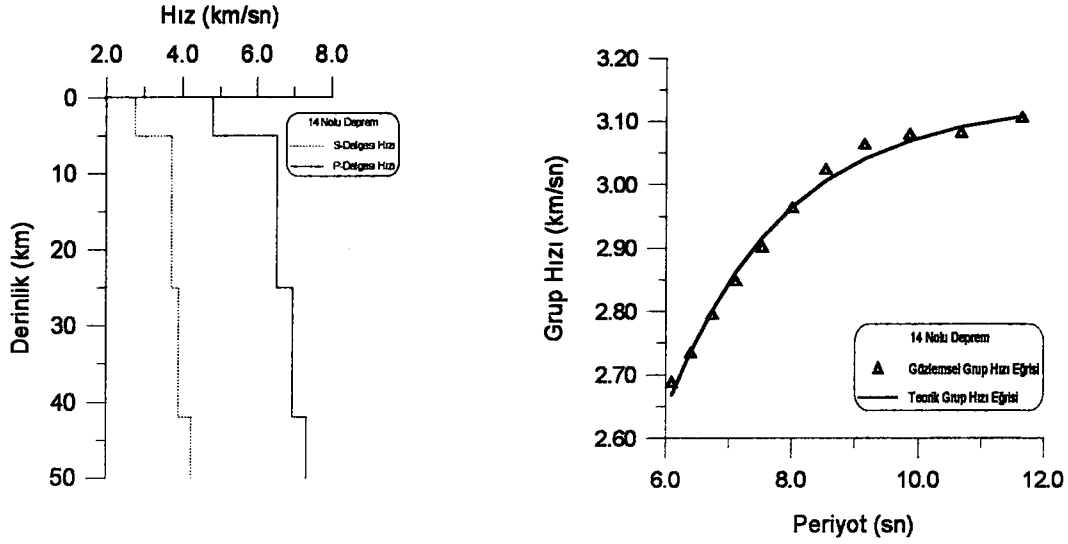 Hız (km/sn)
2.0 4.0 6.0 8.0
0
10
20
30
40
50
Derinlik (km)
14 Nolu Deprem
S-Dalgası Hızı
P-Dalgası Hızı
3.20
3.10
3.00
2.90
2.80
2.70
2.60
Grup Hızı (km/sn)
14 Nolu Deprem
Gözlemsel Grup Hızı Eğrisi
Teorik Grup Hızı Eğrisi
6.0 8.0 10.0 12.0
Periyot (sn)